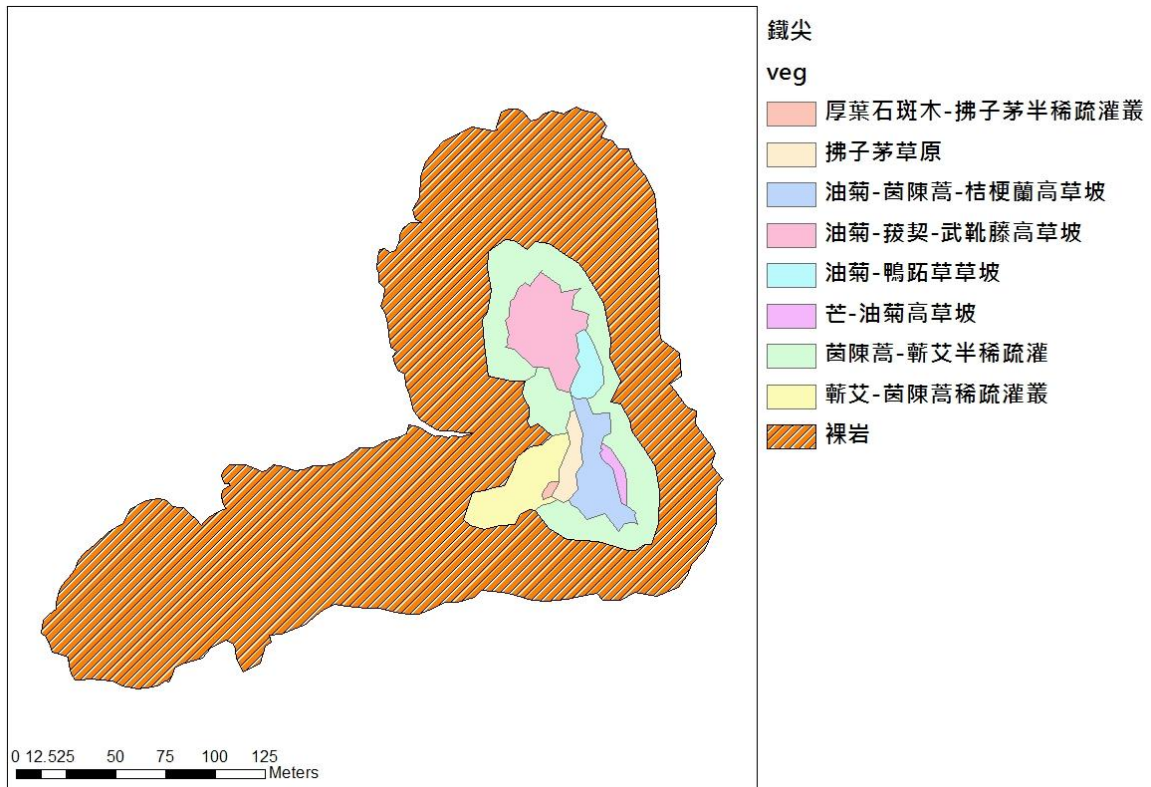 鐵尖
veg
厚葉石斑木-拂子茅半稀疏灌叢
拂子茅草原
油菊-茵陳蒿-桔梗蘭高草坡
油菊-菝契-武靴藤高草坡
油菊-鴨跖草草坡
芒-油菊高草坡
茵陳蒿-蘄艾半稀疏灌
蘄艾-茵陳蒿稀疏灌叢
裸岩
0 12.525 50 75 100 125
Meters